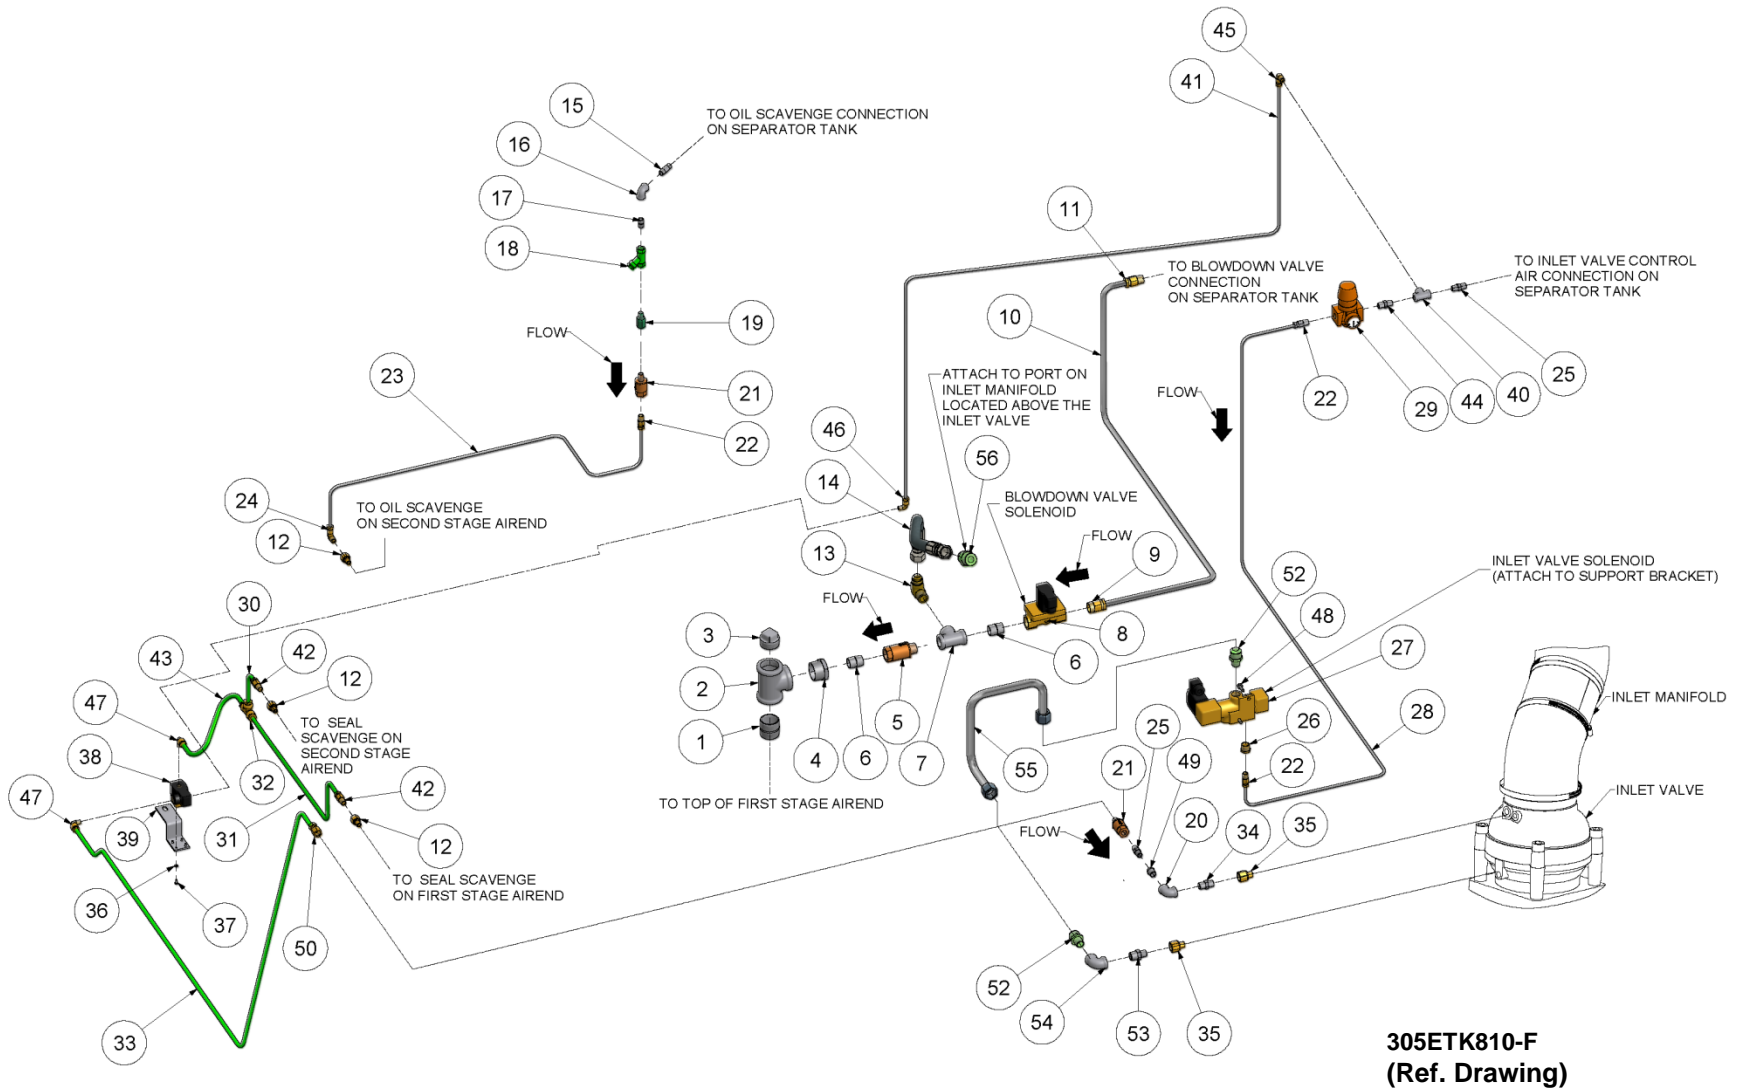 45
41
15
TO OIL SCAVENGE CONNECTION
ON SEPARATOR TANK
16
17
18
11
TO BLOWDOWN VALVE
CONNECTION
ON SEPARATOR TANK
TO INLET VALVE CONTROL
AIR CONNECTION ON
SEPARATOR TANK
10
19
FLOW
23
21
22
ATTACH TO PORT ON
INLET MANIFOLD
LOCATED ABOVE THE
INLET VALVE
FLOW
22
29
44
40
25
46
56
14
24
TO OIL SCAVENGE
ON SECOND STAGE AIREND
12
BLOWDOWN VALVE
SOLENOID
FLOW
13
9
52
INLET VALVE SOLENOID
(ATTACH TO SUPPORT BRACKET)
30
FLOW
48
3
8
43
42
6
27
2
12
47
TO SEAL
SCAVENGE ON
SECOND STAGE
AIREND
INLET MANIFOLD
5
25
26
28
1
4
6
7
55
38
32
21
49
22
42
47
INLET VALVE
TO TOP OF FIRST STAGE AIREND
39
31
12
FLOW
20
34
35
TO SEAL SCAVENGE
ON FIRST STAGE AIREND
36
37
50
52
54
53
35
33
305ETK810-F
(Ref. Drawing)